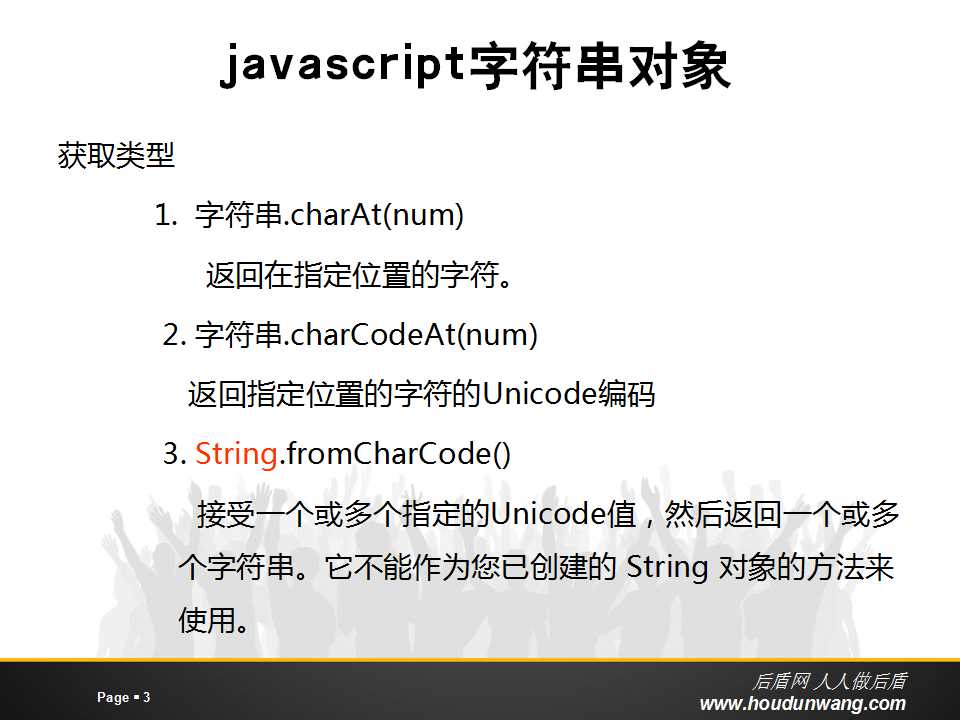 javascript字符串对象
获取类型
1. 字符串.charAt(num)
返回在指定位置的字符。
2. 字符串.charCodeAt(num)
返回指定位置的字符的Unicode编码
3. String.fromCharCode()
接受一个或多个指定的Unicode值，然后返回一个或多
个字符串。它不能作为您已创建的 String 对象的方法来
使用。
后盾网 人人做后盾
Page ▪ 3
www.houdunwang.com